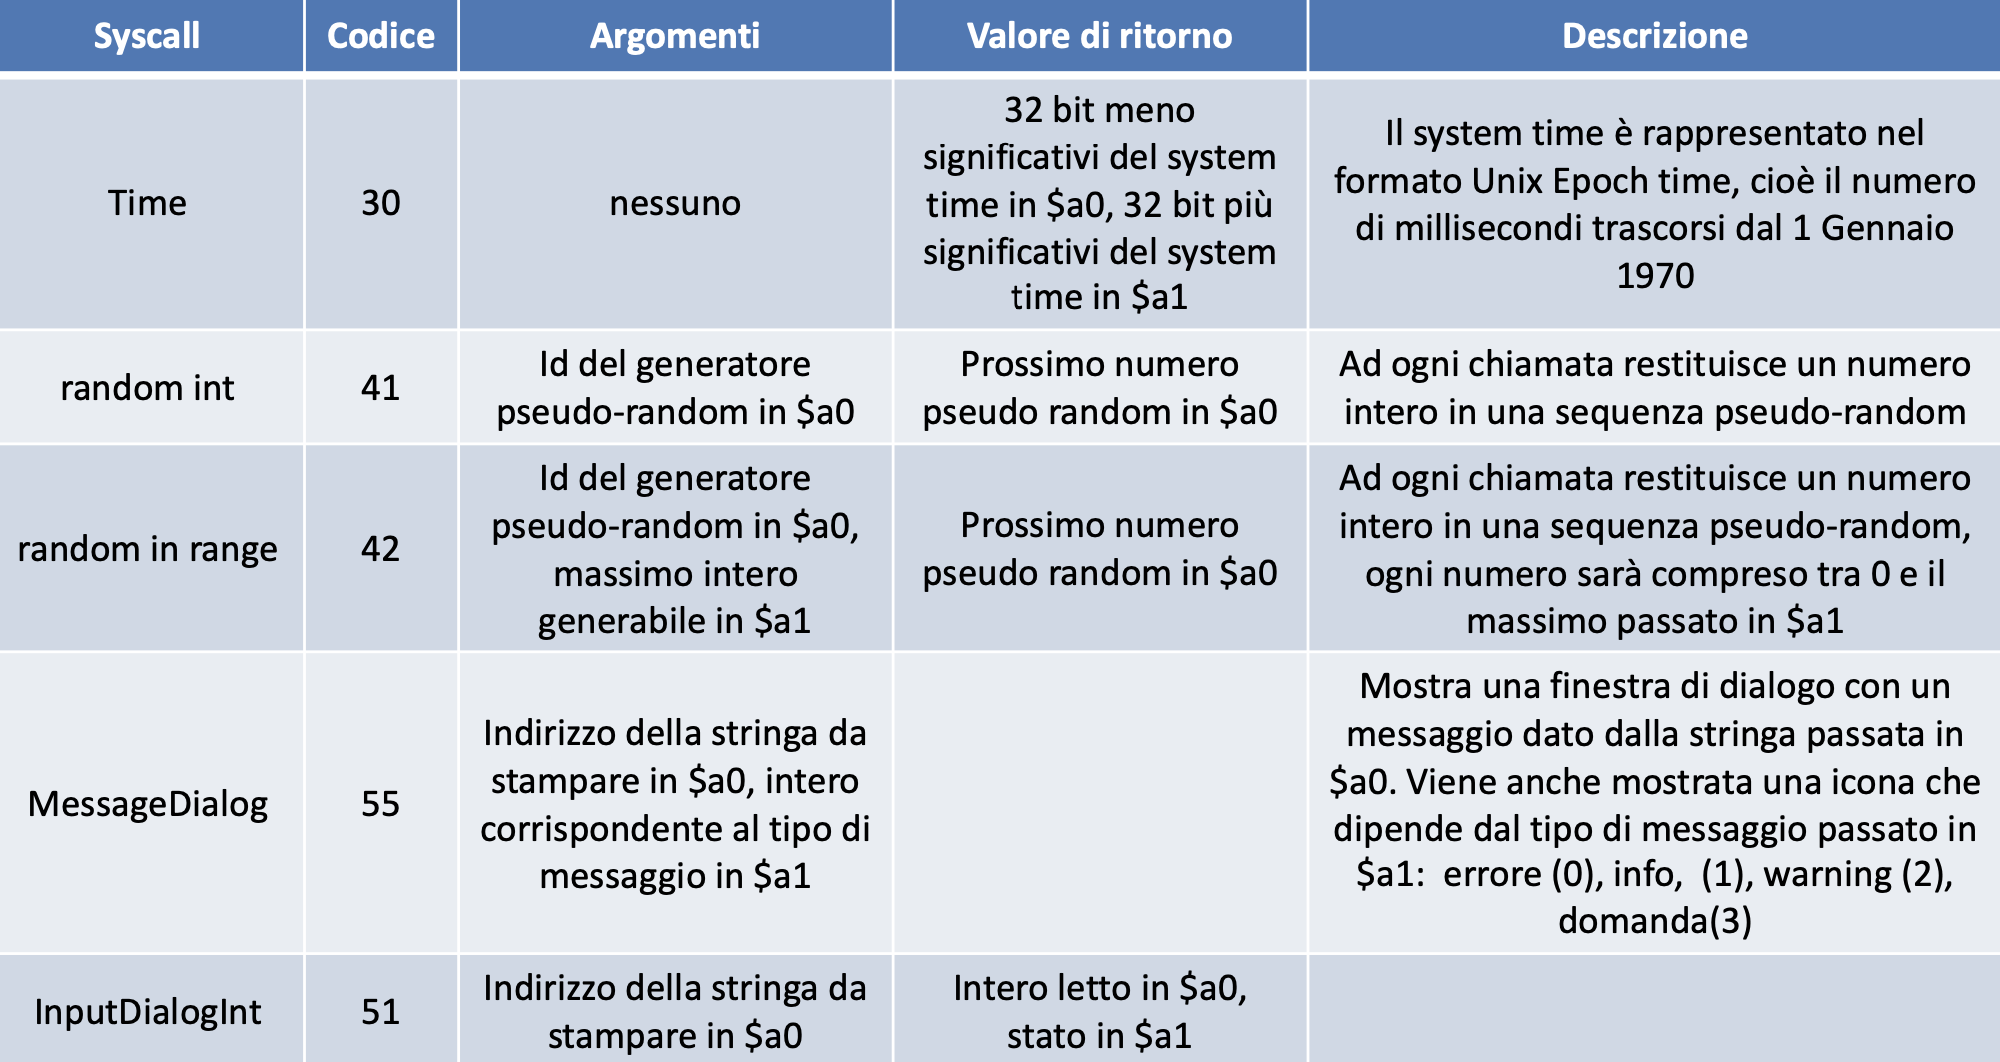 Syscall
Codice
Argomenti
Valore di ritorno
Descrizione
Time
30
nessuno
32 bit meno
significativi del system
time in $a0, 32 bit più
significativi del system
time in $a1
Il system time è rappresentato nel
formato Unix Epoch time, cioè il numero
di millisecondi trascorsi dal 1 Gennaio
1970
random int
41
Id del generatore
pseudo-random in $a0
Prossimo numero
pseudo random in $a0
Ad ogni chiamata restituisce un numero
intero in una sequenza pseudo-random
random in range
42
Id del generatore
pseudo-random in $a0,
massimo intero
generabile in $a1
Prossimo numero
pseudo random in $a0
Ad ogni chiamata restituisce un numero
intero in una sequenza pseudo-random,
ogni numero sarà compreso tra 0 e il
massimo passato in $a1
MessageDialog
55
Indirizzo della stringa da
stampare in $a0, intero
corrispondente al tipo di
messaggio in $a1
Mostra una finestra di dialogo con un
messaggio dato dalla stringa passata in
$a0. Viene anche mostrata una icona che
dipende dal tipo di messaggio passato in
$a1:  errore (0), info,  (1), warning (2),
domanda(3)
InputDialogInt
51
Indirizzo della stringa da
stampare in $a0
Intero letto in $a0,
stato in $a1